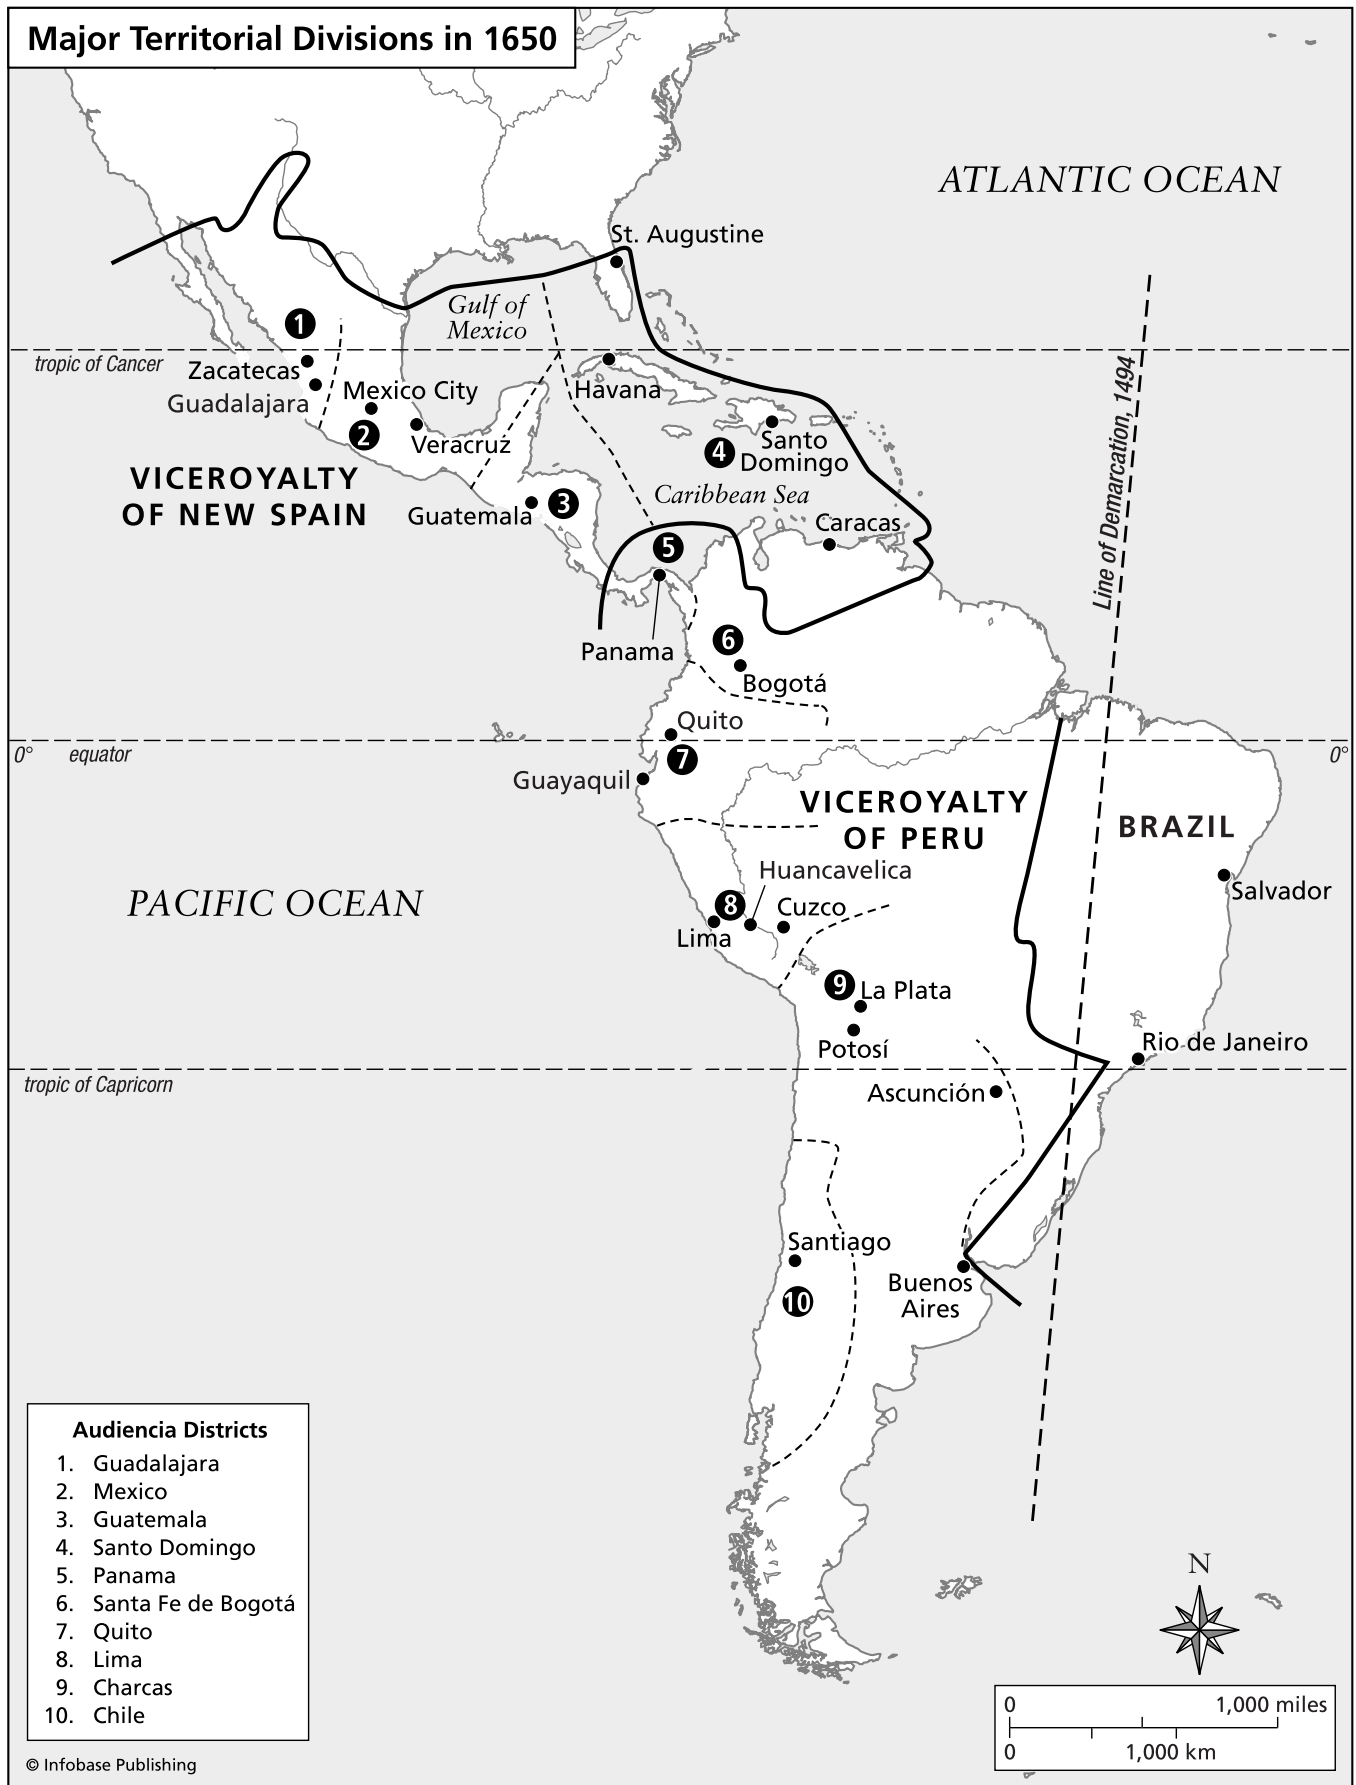 Major Territorial Divisions in 1650
ATLANTIC OCEAN
St. Augustine
Gulf of
Mexico
1
tropic of Cancer
Zacatecas
Guadalajara
Mexico City
2
Veracruz
Havana
4
Santo
Domingo
Line of Demarcation, 1494
VICEROYALTY
OF NEW SPAIN
Caribbean Sea
Guatemala
3
Caracas
5
Panama
6
Bogotá
Quito
0°
equator
0°
7
Guayaquil
VICEROYALTY
OF PERU
BRAZIL
Huancavelica
PACIFIC OCEAN
8
Cuzco
Lima
Salvador
9
La Plata
Potosí
Rio de Janeiro
tropic of Capricorn
Ascunción
Santiago
10
Buenos
Aires
Audiencia Districts
1. Guadalajara
2. Mexico
3. Guatemala
4. Santo Domingo
5. Panama
6. Santa Fe de Bogotá
7. Quito
8. Lima
9. Charcas
10. Chile
N
0 1,000 miles
0 1,000 km
© Infobase Publishing